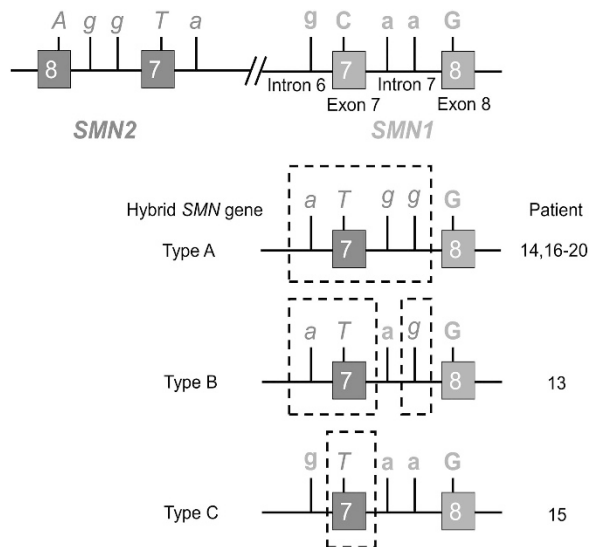 A g g T a g C a a G
8 7 7 8
Intron 6 Intron 7
Exon 7 Exon 8
SMN2 SMN1
Hybrid SMN gene a T g g G Patient
Type A 7 8 14,16-20
a T a g G
Type B 7 8 13
g T a a G
Type C 7 8 15